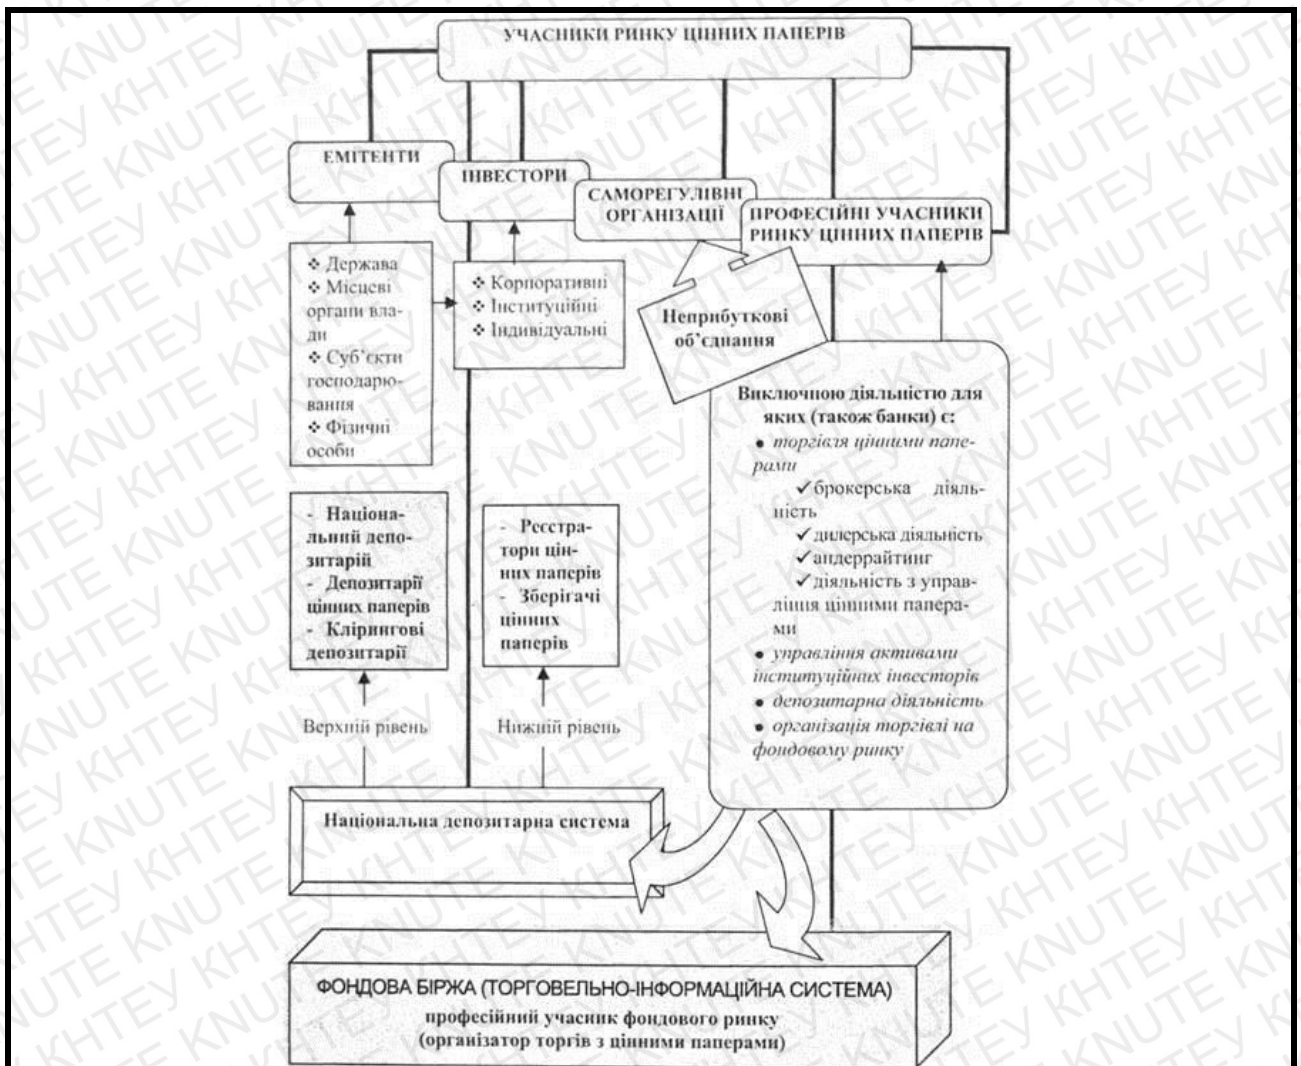 УЧАСНИКИ РИНКУ ЦІННИХ ПАПЕРІВ
ЕМІТЕНТИ
ІНВЕСТОРИ
САМОРЕГУЛІВНІ
ОРГАНІЗАЦІЇ
ПРОФЕСІЙНІ УЧАСНИКИ
РИНКУ ЦІННИХ ПАПЕРІВ
❖ Держава
❖ Місцеві
органи вла-
ди
❖ Суб’єкти
господарю-
вання
❖ Фізичні
особи
❖ Корпоративні
❖ Інституційні
❖ Індивідуальні
Неприбуткові
об’єднання
Виключною діяльністю для
яких (також банки) є:
● торгівля цінними папе-
рами
✓ брокерська діяль-
ність
✓ дилерська діяльність
✓ андеррайтинг
✓ діяльність з управ-
ління цінними папера-
ми
● управління активами
інституційних інвесторів
● депозитарна діяльність
● організація торгівлі на
фондовому ринку
- Націона-
льний депо-
зитарій
- Депозитарії
цінних паперів
- Клірингові
депозитарії
- Реєстра-
тори цін-
них паперів
- Зберігачі
цінних
паперів
Верхній рівень
Нижній рівень
Національна депозитарна система
ФОНДОВА БІРЖА (ТОРГОВЕЛЬНО-ІНФОРМАЦІЙНА СИСТЕМА)
професійний учасник фондового ринку
(організатор торгів з цінними паперами)